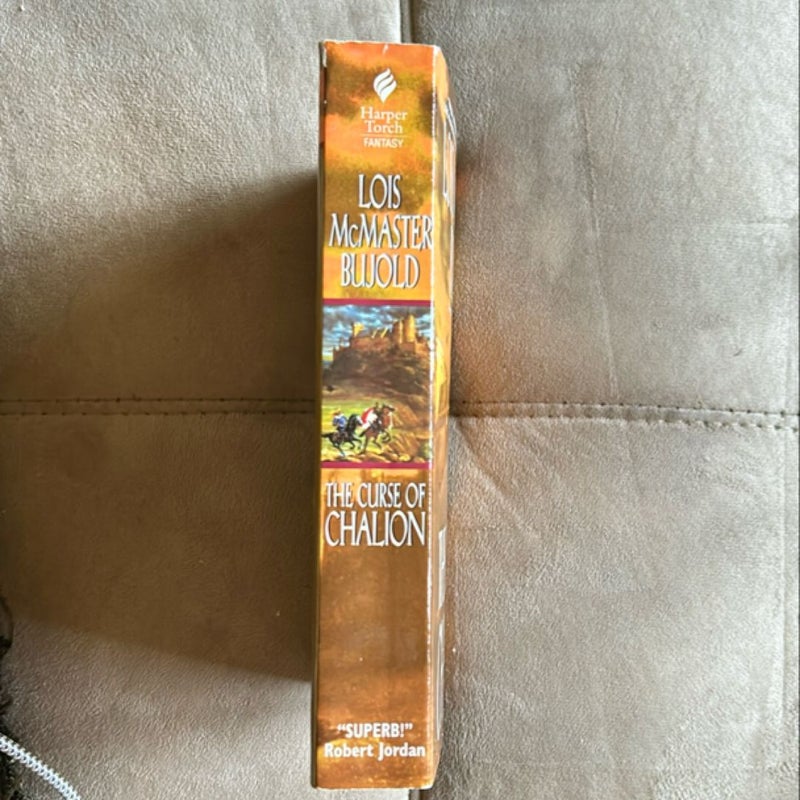 Harper
Torch
FANTASY
LOIS
McMASTER
BUJOLD
THE CURSE OF
CHALION
“SUPERB!”
Robert Jordan